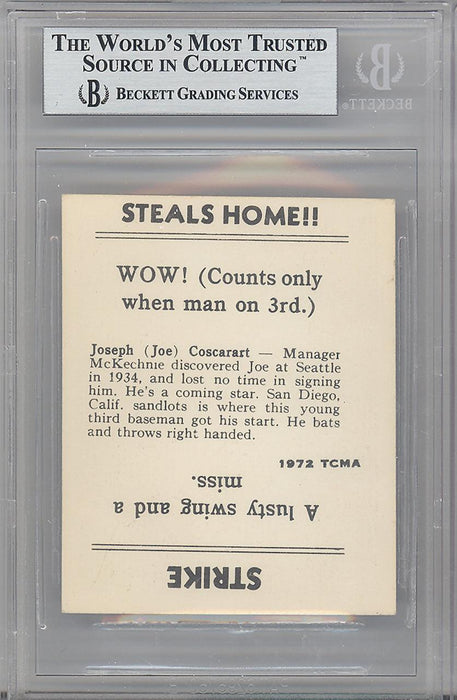 THE WORLD'S MOST TRUSTED
SOURCE IN COLLECTING™
B BECKETT GRADING SERVICES
B
BECKETT™
STEALS HOME!!
WOW! (Counts only
when man on 3rd.)
Joseph (Joe) Coscarart — Manager
McKechnie discovered Joe at Seattle
in 1934, and lost no time in signing
him. He's a coming star. San Diego,
Calif. sandlots is where this young
third baseman got his start. He bats
and throws right handed.
1972 TCMA
STRIKE
A lusty swing and a
miss.